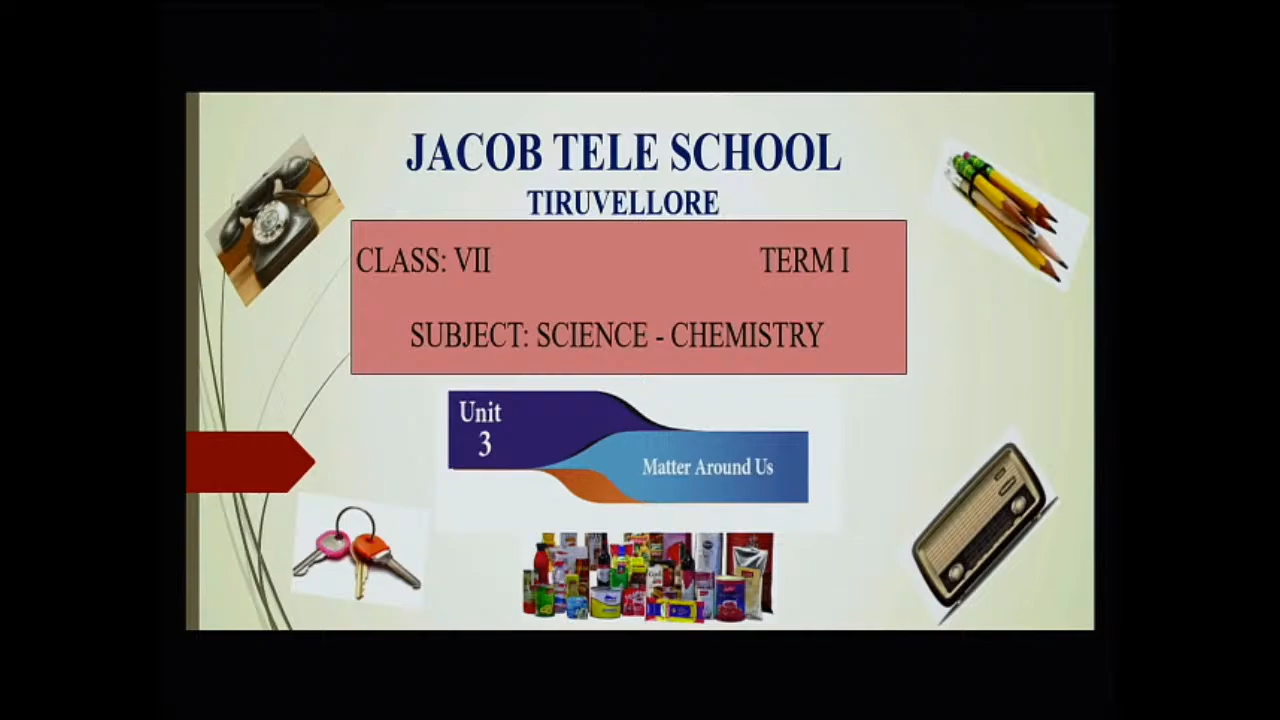 JACOB TELE SCHOOL
TIRUVELLORE
CLASS: VII TERM I
SUBJECT: SCIENCE - CHEMISTRY
Unit
3
Matter Around Us